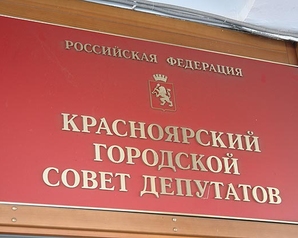 РОССИЙСКАЯ ФЕДЕРАЦИЯ
КРАСНОЯРСКИЙ
ГОРОДСКОЙ
СОВЕТ ДЕПУТАТОВ